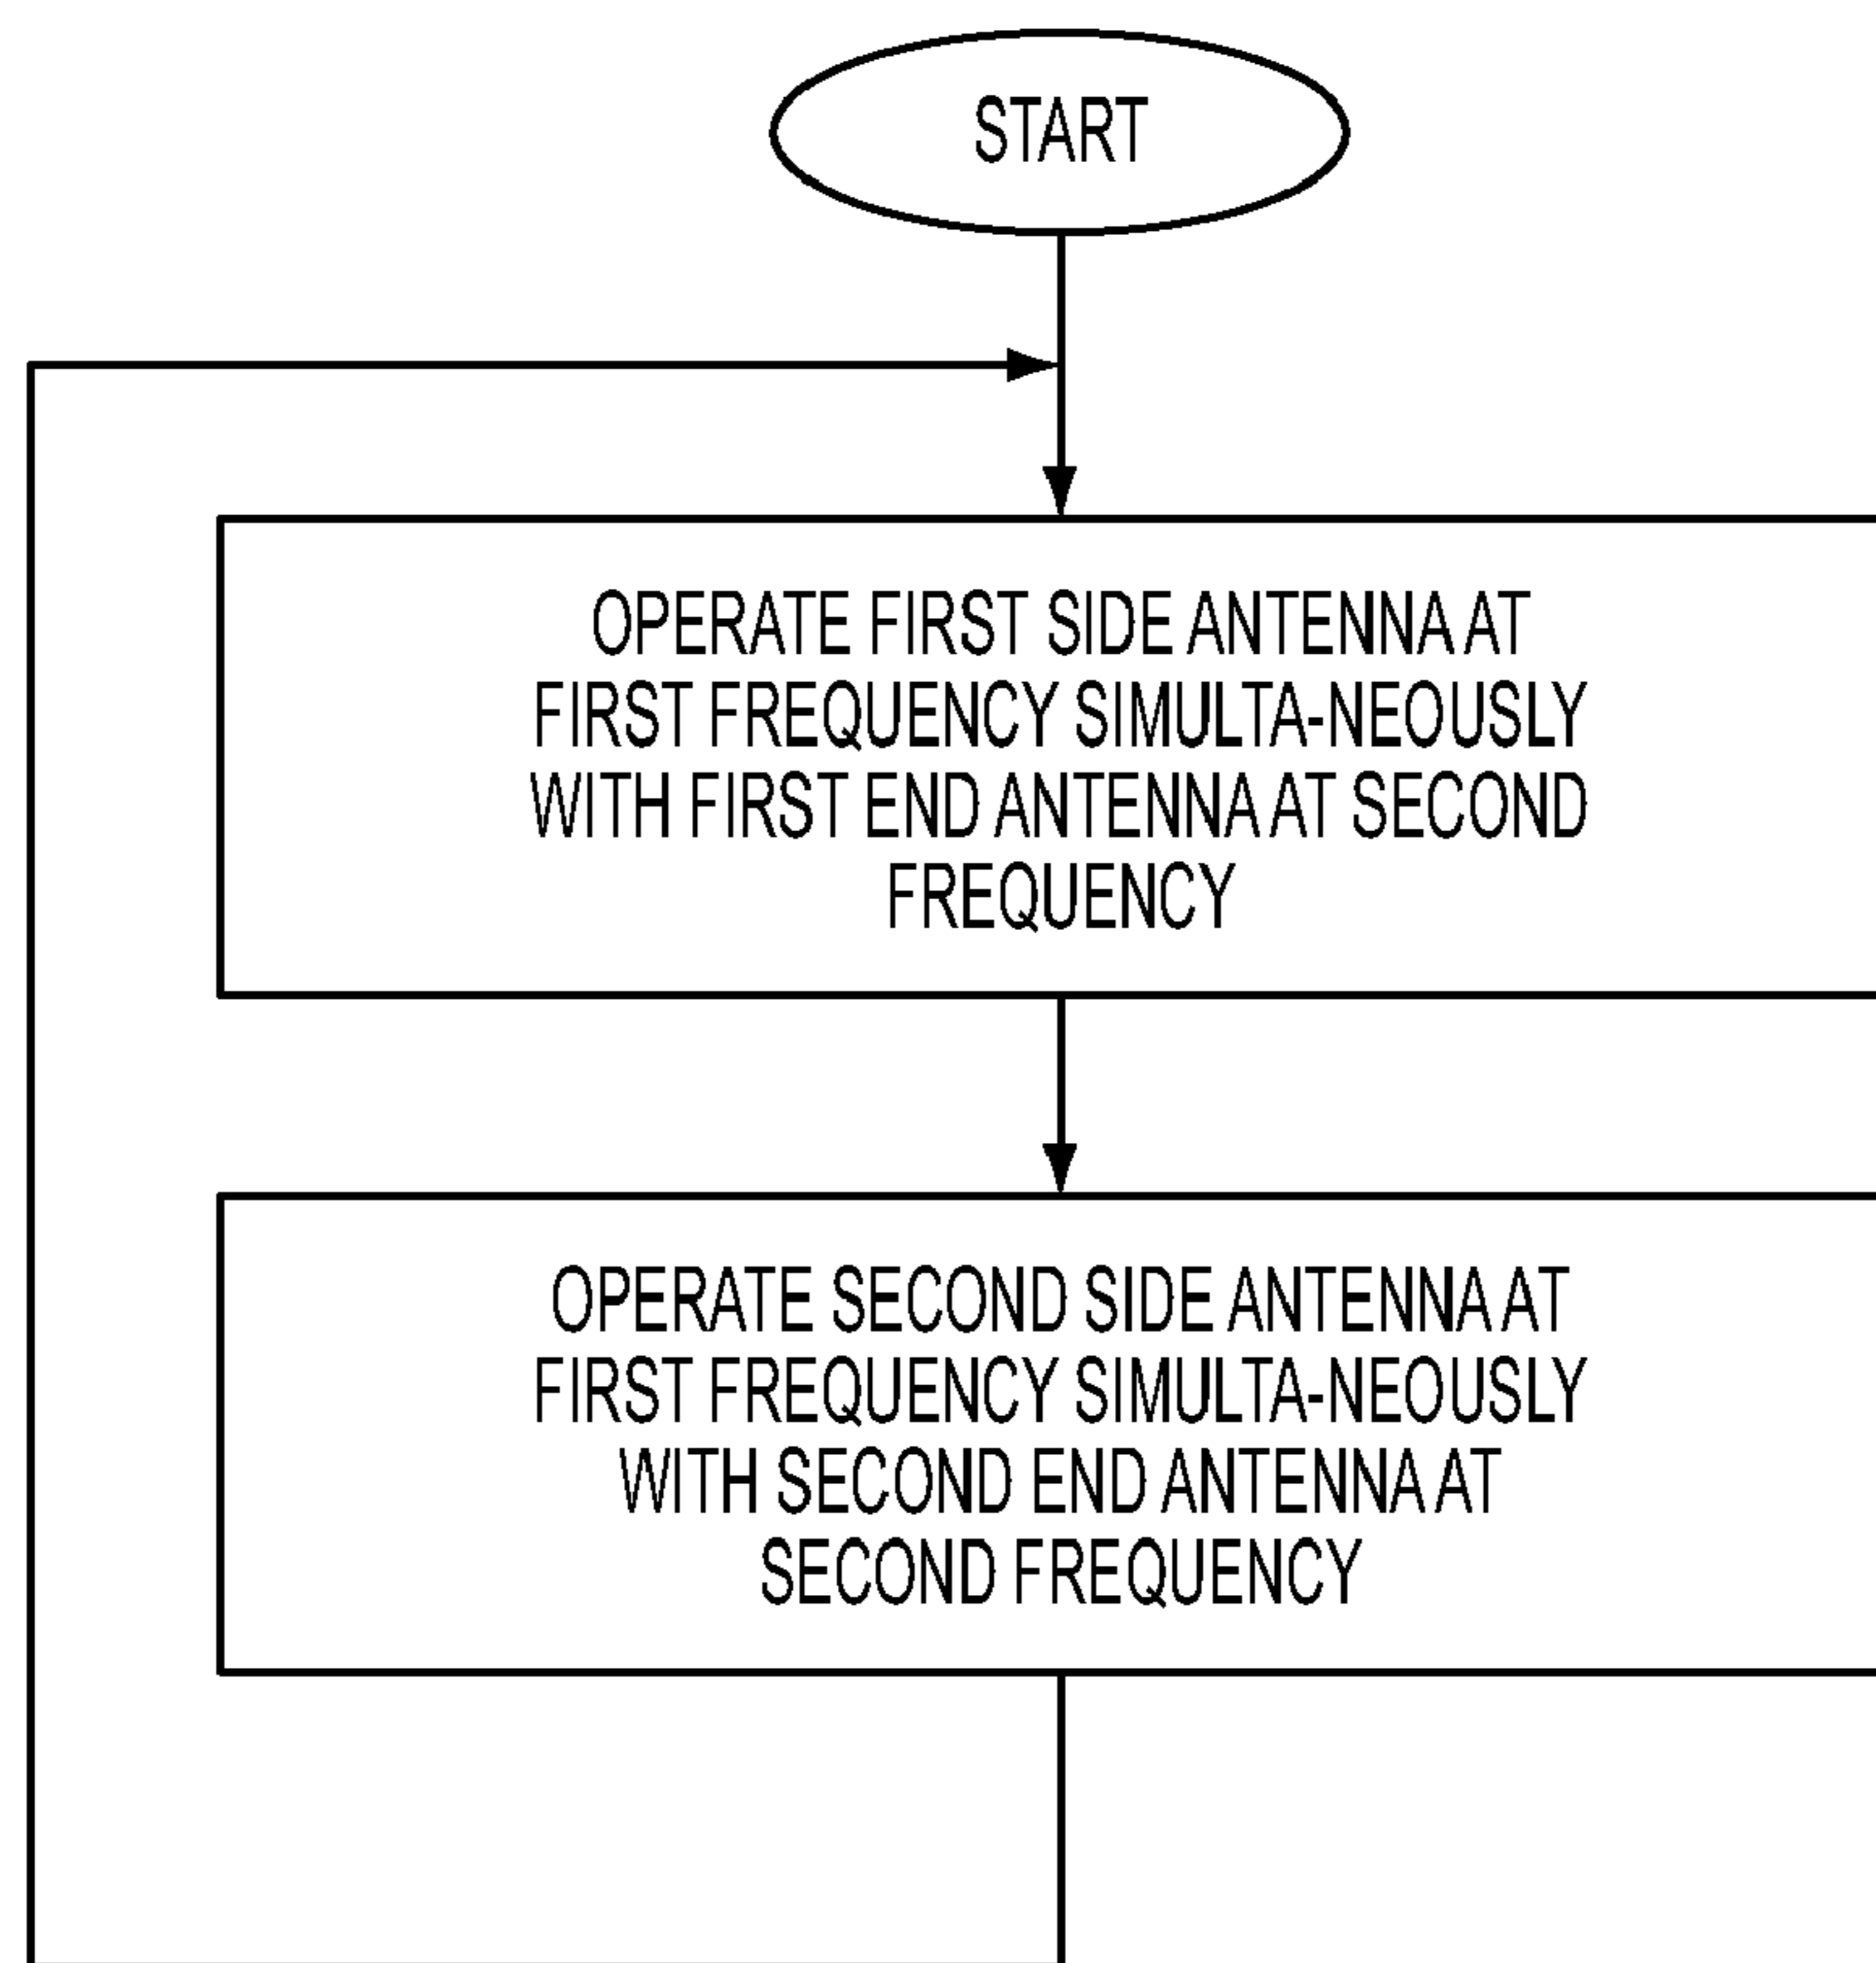 START
OPERATE FIRST SIDE ANTENNA AT
FIRST FREQUENCY SIMULTA-NEOUSLY
WITH FIRST END ANTENNA AT SECOND
FREQUENCY
OPERATE SECOND SIDE ANTENNA AT
FIRST FREQUENCY SIMULTA-NEOUSLY
WITH SECOND END ANTENNA AT
SECOND FREQUENCY